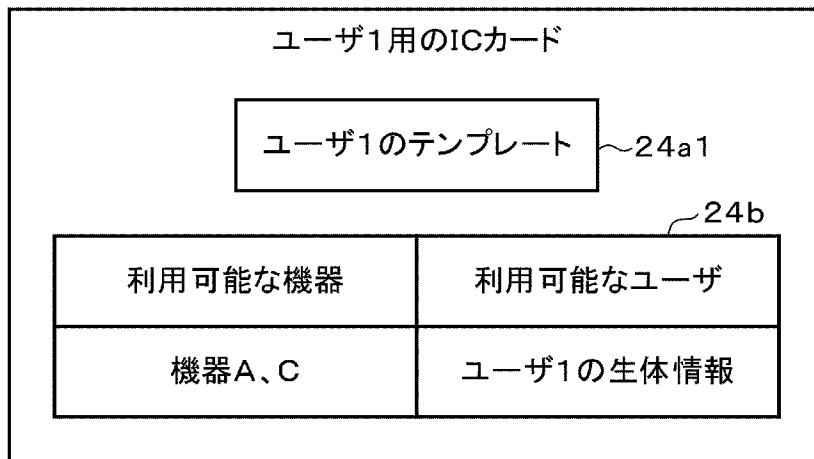 ユーザ1用のICカード
ユーザ1のテンプレート
24a1
24b
利用可能な機器
利用可能なユーザ
機器A、C
ユーザ1の生体情報